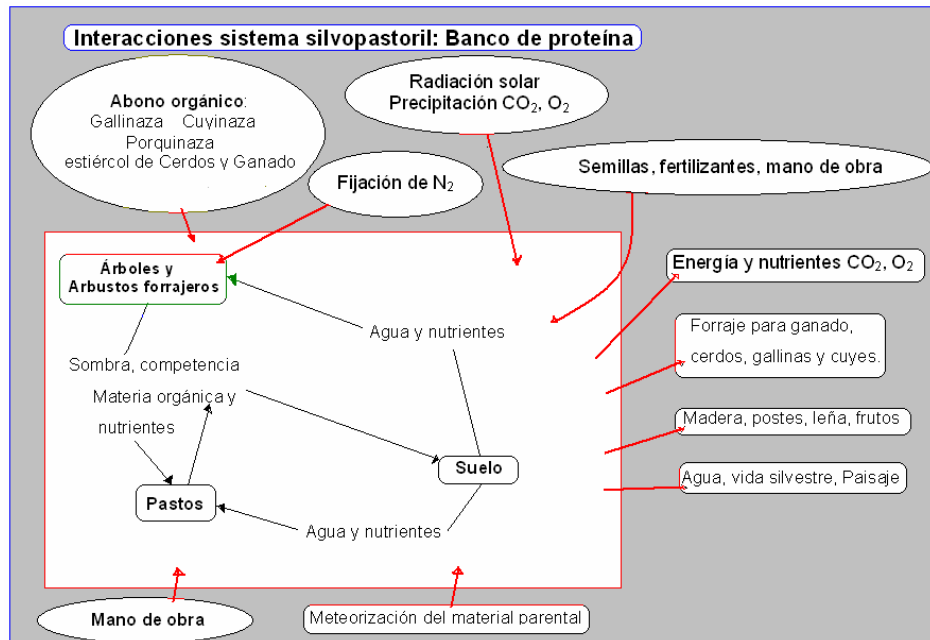 Interacciones sistema silvopastoril: Banco de proteína
Abono orgánico:
Gallinaza Cuyinaza
Porquinaza
estiércol de Cerdos y Ganado
Radiación solar
Precipitación CO₂, O₂
Fijación de N₂
Semillas, fertilizantes, mano de obra
Árboles y
Arbustos forrajeros
Agua y nutrientes
Sombra, competencia
Materia orgánica y
nutrientes
Suelo
Pastos
Agua y nutrientes
Energía y nutrientes CO₂, O₂
Forraje para ganado,
cerdos, gallinas y cuyes.
Madera, postes, leña, frutos
Agua, vida silvestre, Paisaje
Mano de obra
Meteorización del material parental